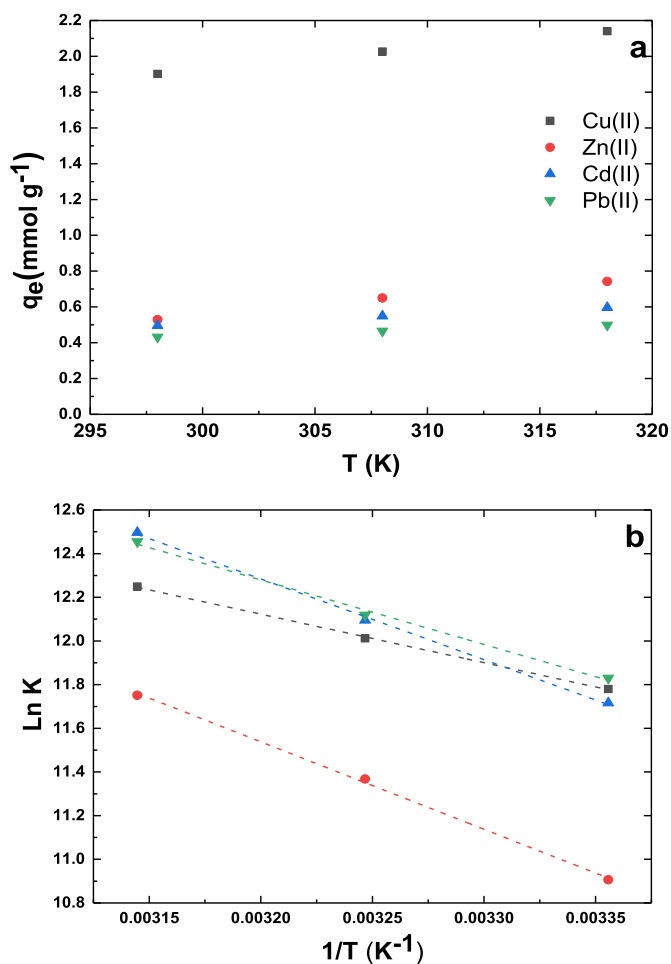 a
2.2
2.0
1.8
1.6
1.4
1.2
1.0
0.8
0.6
0.4
0.2
0.0
qe(mmol g-1)
Cu(II)
Zn(II)
Cd(II)
Pb(II)
295 300 305 310 315 320
T (K)
b
12.6
12.4
12.2
12.0
11.8
11.6
11.4
11.2
11.0
10.8
Ln K
0.00315 0.00320 0.00325 0.00330 0.00335
1/T (K-1)